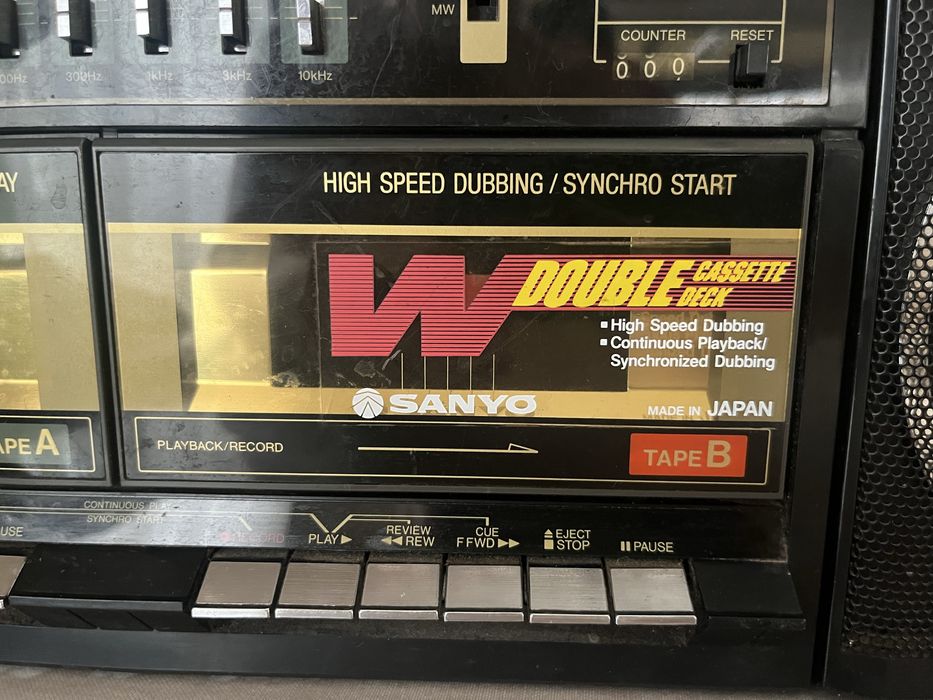 MW
COUNTER
RESET
000
300Hz
1kHz
3kHz
10kHz
HIGH SPEED DUBBING / SYNCHRO START
W DOUBLE CASSETTE DECK
▪ High Speed Dubbing
▪ Continuous Playback/
Synchronized Dubbing
SANYO
MADE IN JAPAN
TAPE A
PLAYBACK/RECORD
TAPE B
CONTINUOUS PLAY
SYNCHRO START
RECORD
PLAY▶
REVIEW
◀◀REW
CUE
F FWD▶▶
▲EJECT
■STOP
▮▮PAUSE